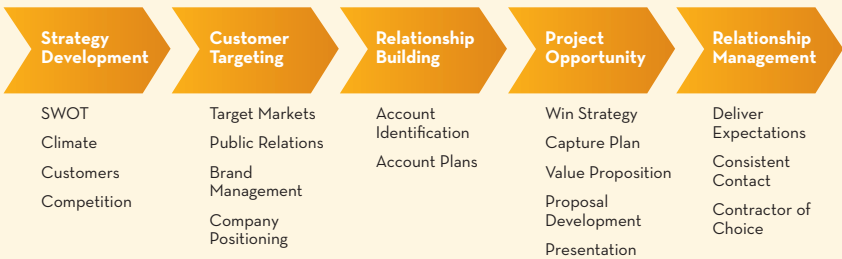 Strategy
Development
SWOT
Climate
Customers
Competition
Customer
Targeting
Target Markets
Public Relations
Brand
Management
Company
Positioning
Relationship
Building
Account
Identification
Account Plans
Project
Opportunity
Win Strategy
Capture Plan
Value Proposition
Proposal
Development
Presentation
Relationship
Management
Deliver
Expectations
Consistent
Contact
Contractor of
Choice